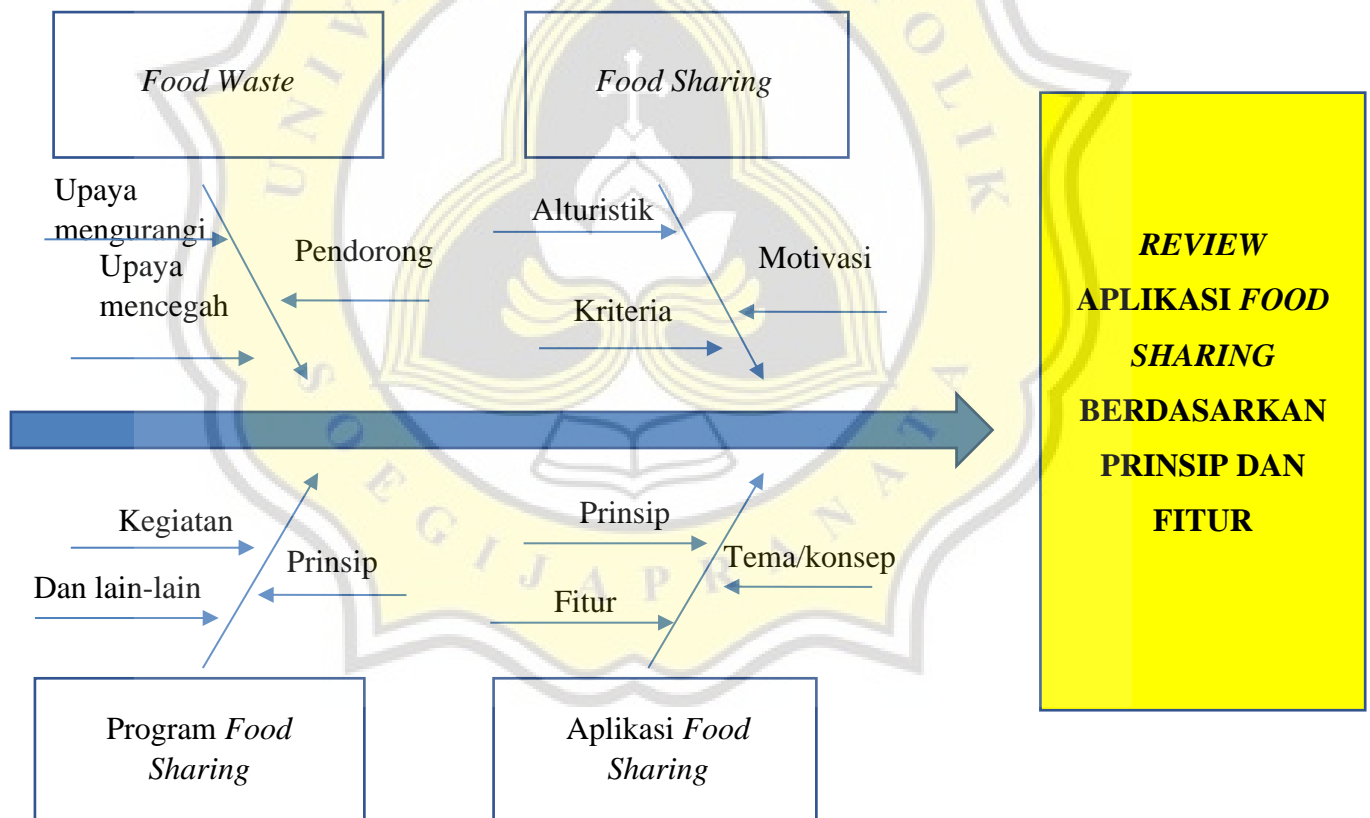 Food Waste
Food Sharing
Upaya
mengurangi
Upaya
mencegah
Pendorong
Alturistik
Motivasi
Kriteria
REVIEW
APLIKASI FOOD
SHARING
BERDASARKAN
PRINSIP DAN
FITUR
Kegiatan
Prinsip
Dan lain-lain
Prinsip
Tema/konsep
Fitur
Program Food
Sharing
Aplikasi Food
Sharing
SOEGIJAPRANATA